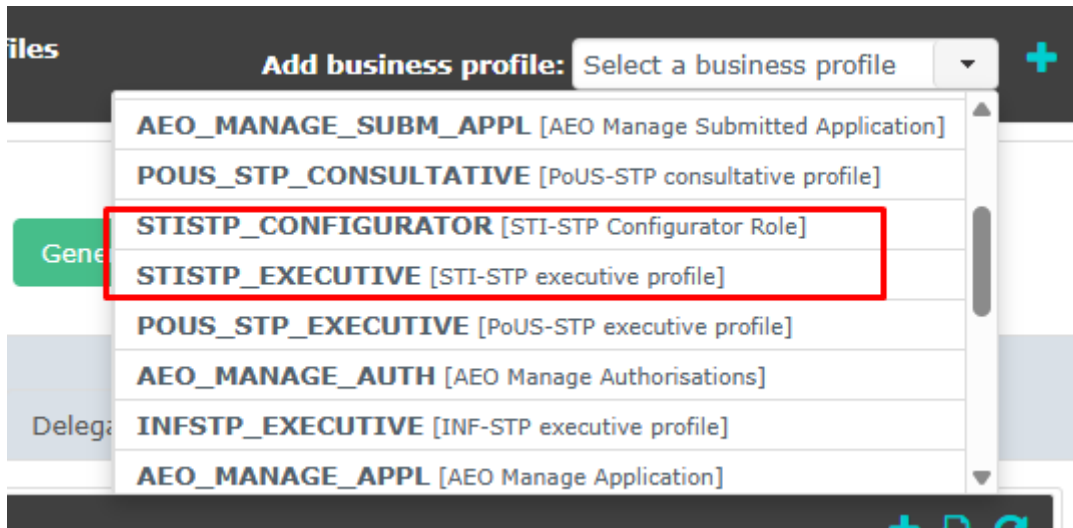 iles
Add business profile: Select a business profile
AEO_MANAGE_SUBM_APPL [AEO Manage Submitted Application]
POUS_STP_CONSULTATIVE [PoUS-STP consultative profile]
STISTP_CONFIGURATOR [STI-STP Configurator Role]
Gene
STISTP_EXECUTIVE [STI-STP executive profile]
POUS_STP_EXECUTIVE [PoUS-STP executive profile]
AEO_MANAGE_AUTH [AEO Manage Authorisations]
Delega
INFSTP_EXECUTIVE [INF-STP executive profile]
AEO_MANAGE_APPL [AEO Manage Application]